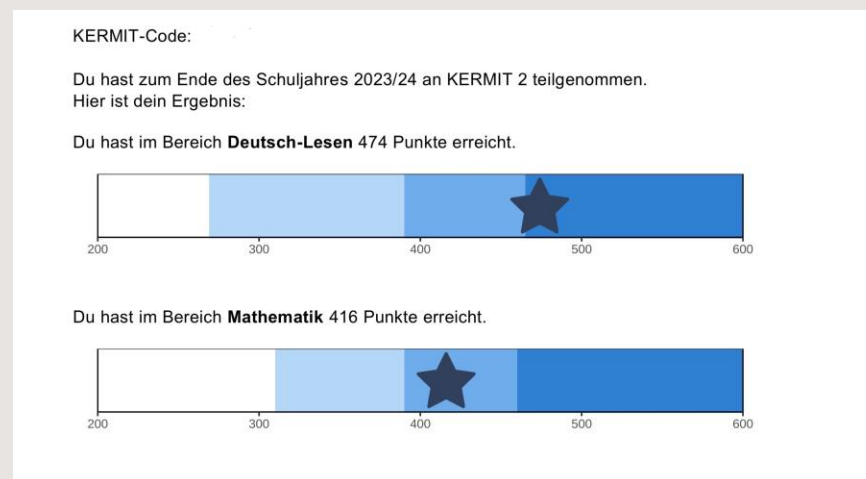 KERMIT-Code:
Du hast zum Ende des Schuljahres 2023/24 an KERMIT 2 teilgenommen.
Hier ist dein Ergebnis:
Du hast im Bereich Deutsch-Lesen 474 Punkte erreicht.
200 300 400 500 600
Du hast im Bereich Mathematik 416 Punkte erreicht.
200 300 400 500 600